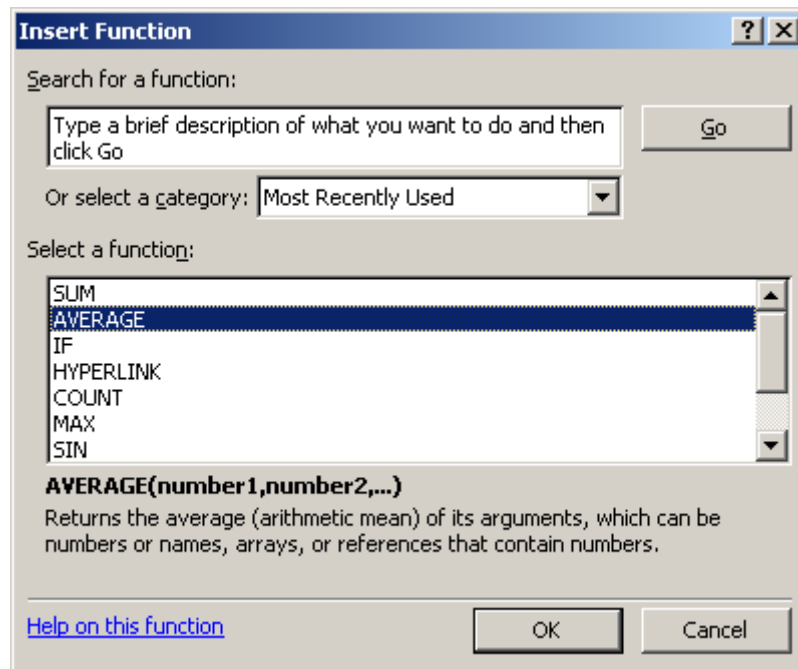 Insert Function
Search for a function:
Type a brief description of what you want to do and then
click Go
Go
Or select a category: Most Recently Used
Select a function:
SUM
AVERAGE
IF
HYPERLINK
COUNT
MAX
SIN
AVERAGE(number1,number2,...)
Returns the average (arithmetic mean) of its arguments, which can be
numbers or names, arrays, or references that contain numbers.
Help on this function
OK
Cancel